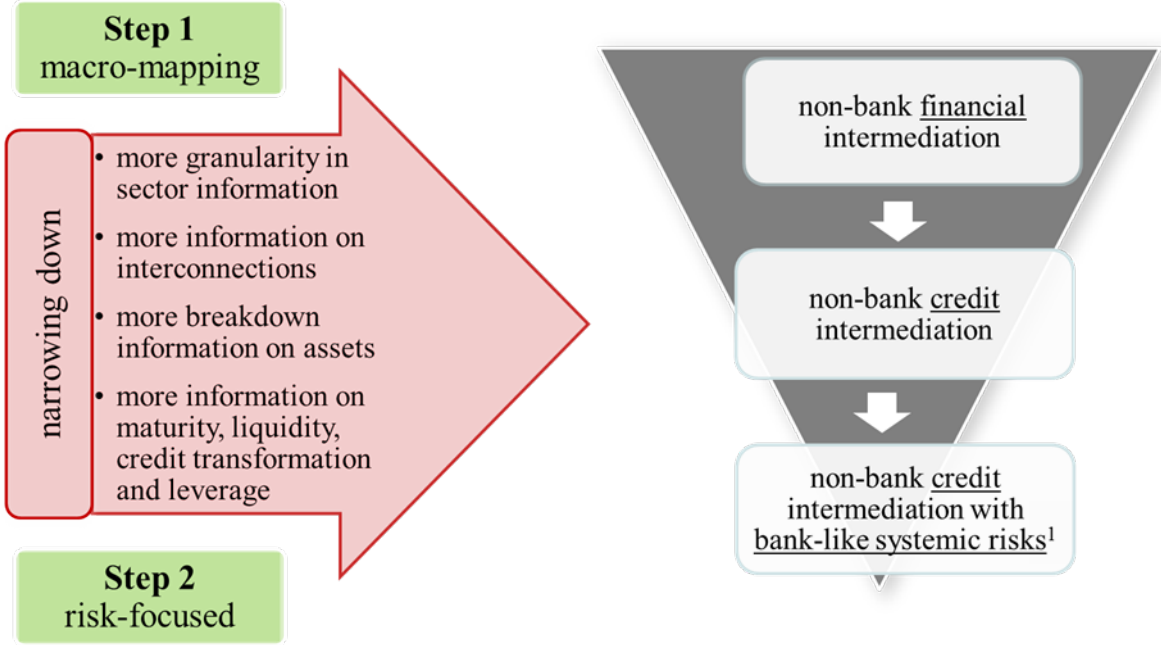 Step 1
macro-mapping
narrowing down
• more granularity in
sector information
• more information on
interconnections
• more breakdown
information on assets
• more information on
maturity, liquidity,
credit transformation
and leverage
Step 2
risk-focused
non-bank financial
intermediation
non-bank credit
intermediation
non-bank credit
intermediation with
bank-like systemic risks¹